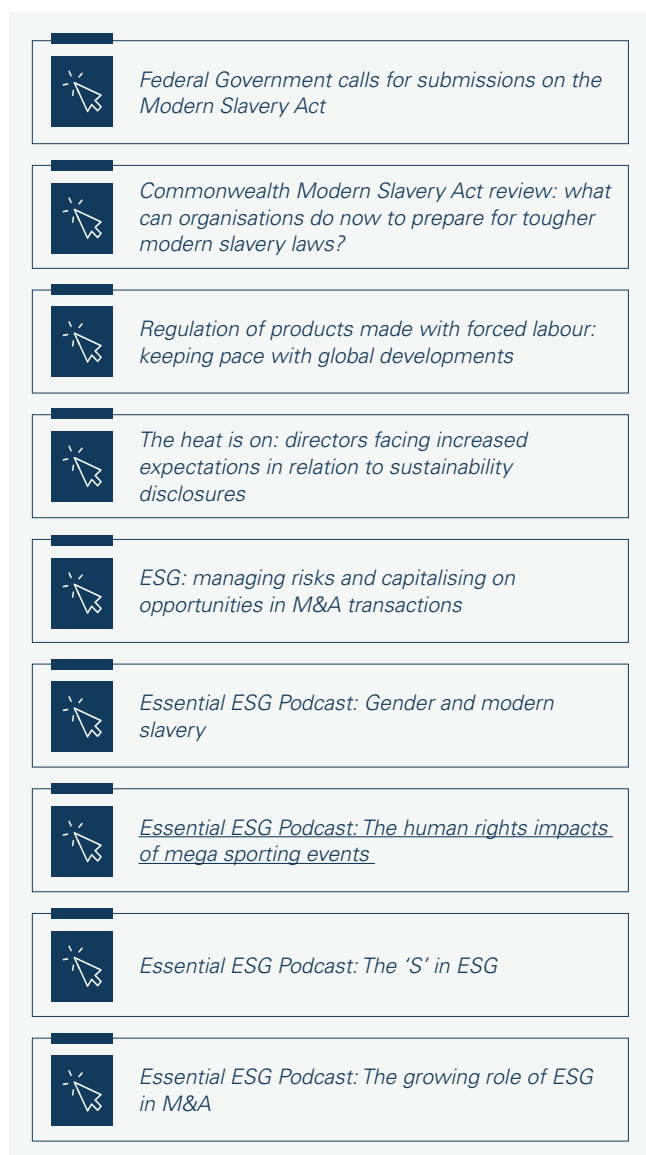 Federal Government calls for submissions on the
Modern Slavery Act
Commonwealth Modern Slavery Act review: what
can organisations do now to prepare for tougher
modern slavery laws?
Regulation of products made with forced labour:
keeping pace with global developments
The heat is on: directors facing increased
expectations in relation to sustainability
disclosures
ESG: managing risks and capitalising on
opportunities in M&A transactions
Essential ESG Podcast: Gender and modern
slavery
Essential ESG Podcast: The human rights impacts
of mega sporting events
Essential ESG Podcast: The ‘S’ in ESG
Essential ESG Podcast: The growing role of ESG
in M&A